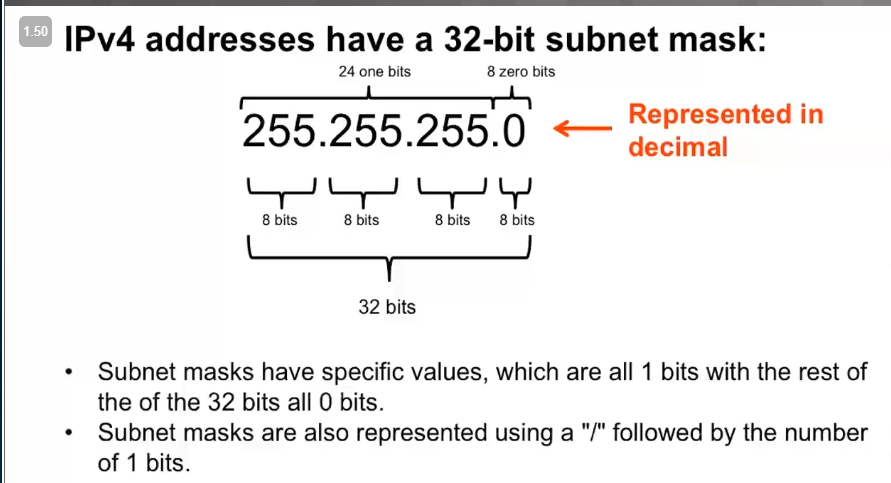 1.50
IPv4 addresses have a 32-bit subnet mask:
24 one bits 8 zero bits
255.255.255.0
Represented in
decimal
8 bits 8 bits 8 bits 8 bits
32 bits
• Subnet masks have specific values, which are all 1 bits with the rest of
the of the 32 bits all 0 bits.
• Subnet masks are also represented using a "/" followed by the number
of 1 bits.